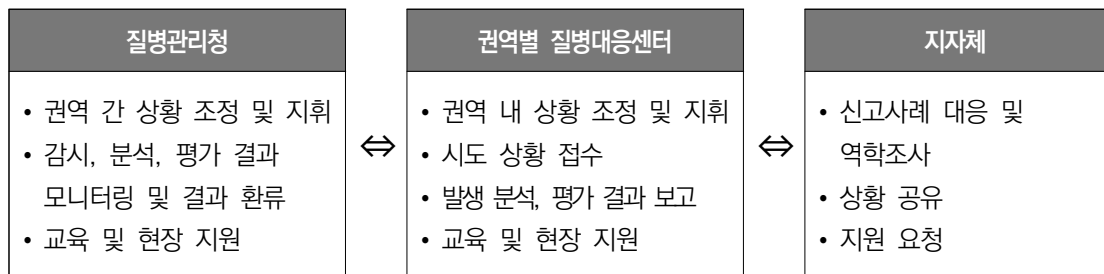 질병관리청
• 권역 간 상황 조정 및 지휘
• 감시, 분석, 평가 결과
모니터링 및 결과 환류
• 교육 및 현장 지원
⇔
권역별 질병대응센터
• 권역 내 상황 조정 및 지휘
• 시도 상황 접수
• 발생 분석, 평가 결과 보고
• 교육 및 현장 지원
⇔
지자체
• 신고사례 대응 및
역학조사
• 상황 공유
• 지원 요청